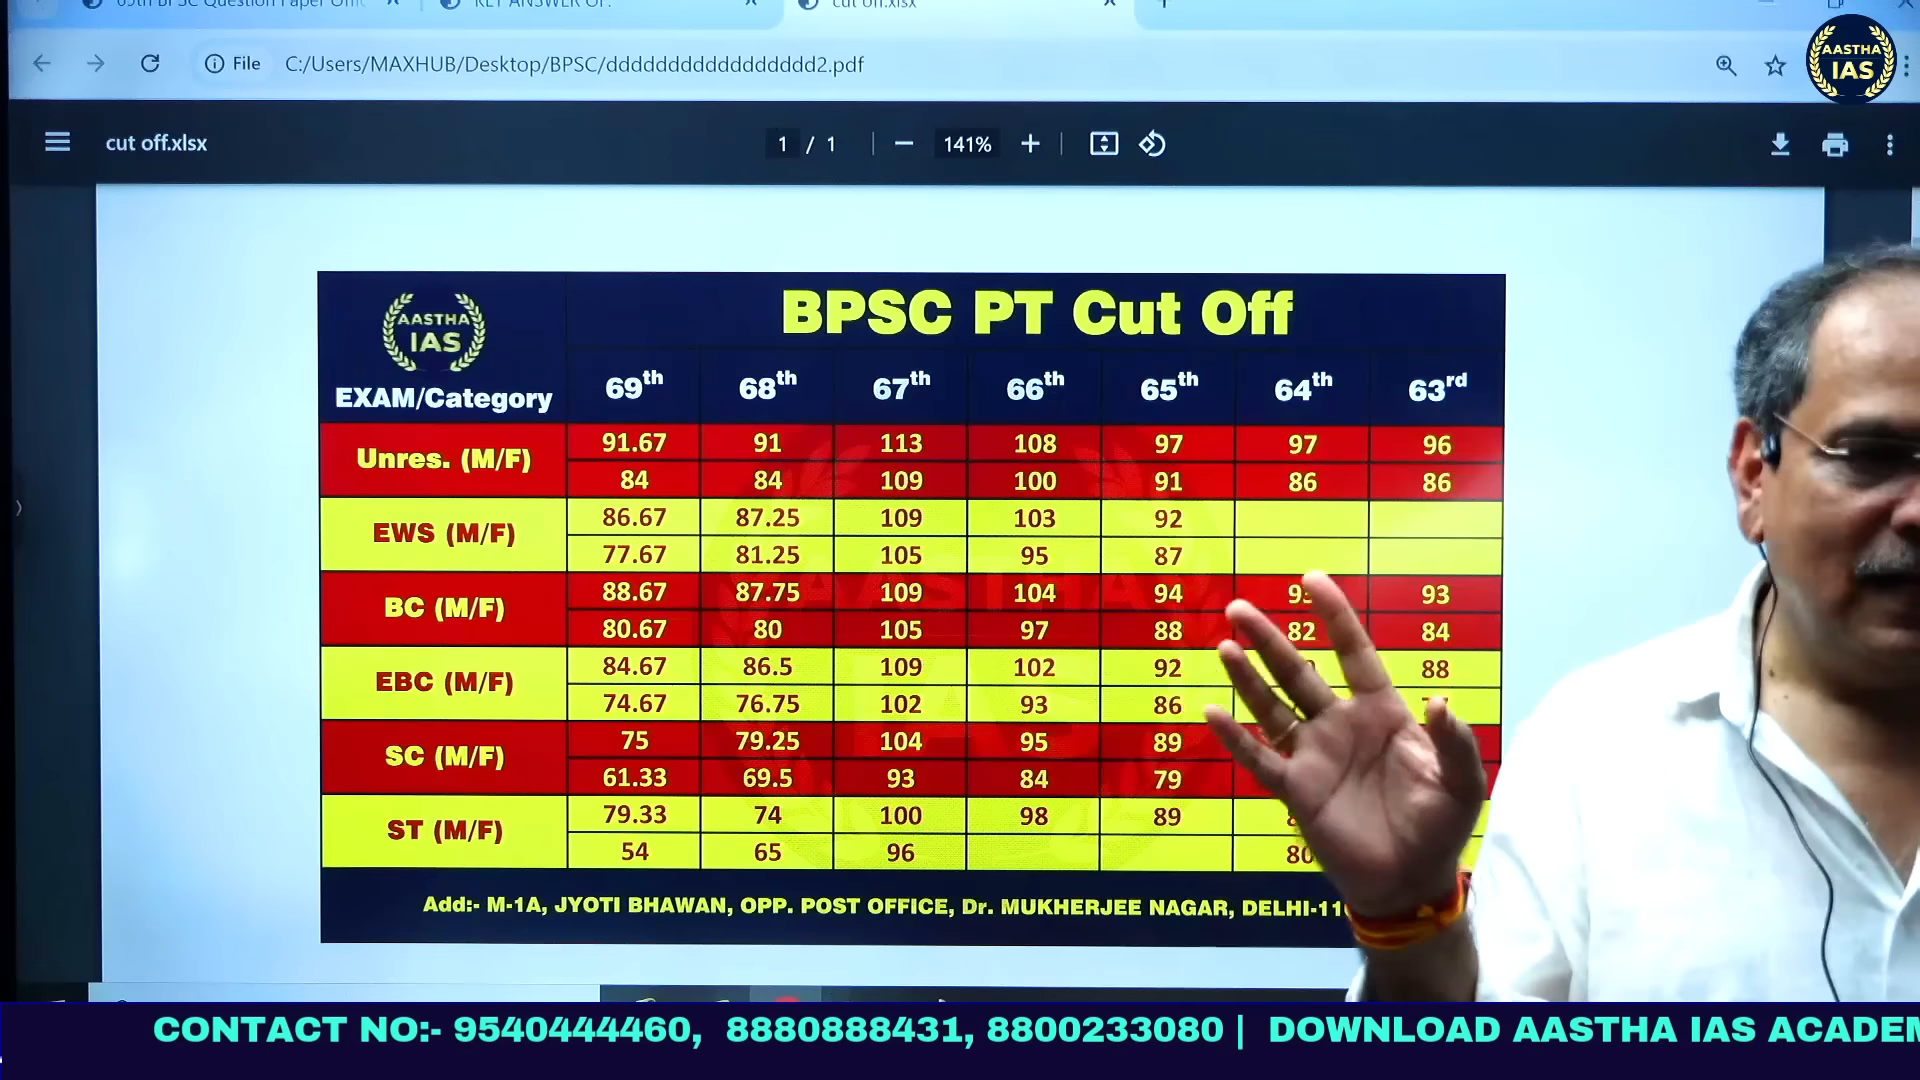 cut off.xlsx
AASTHA
IAS
File C:/Users/MAXHUB/Desktop/BPSC/dddddddddddddddddd2.pdf
cut off.xlsx 1 / 1 141%
AASTHA
IAS
BPSC PT Cut Off
EXAM/Category 69th 68th 67th 66th 65th 64th 63rd
Unres. (M/F) 91.67 91 113 108 97 97 96
84 84 109 100 91 86 86
EWS (M/F) 86.67 87.25 109 103 92
77.67 81.25 105 95 87
BC (M/F) 88.67 87.75 109 104 94 93
80.67 80 105 97 88 82 84
EBC (M/F) 84.67 86.5 109 102 92 88
74.67 76.75 102 93 86
SC (M/F) 75 79.25 104 95 89
61.33 69.5 93 84 79
ST (M/F) 79.33 74 100 98 89
54 65 96 80
Add:- M-1A, JYOTI BHAWAN, OPP. POST OFFICE, Dr. MUKHERJEE NAGAR, DELHI-
CONTACT NO:- 9540444460, 8880888431, 8800233080 | DOWNLOAD AASTHA IAS ACADEM